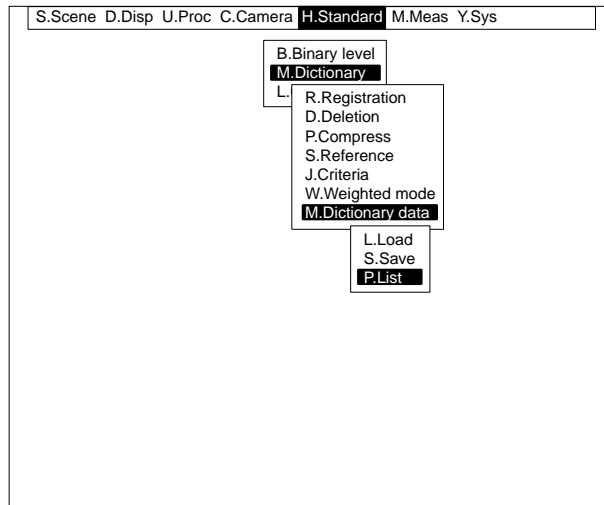 S.Scene D.Disp U.Proc C.Camera H.Standard M.Meas Y.Sys
B.Binary level
M.Dictionary
L.
R.Registration
D.Deletion
P.Compress
S.Reference
J.Criteria
W.Weighted mode
M.Dictionary data
L.Load
S.Save
P.List